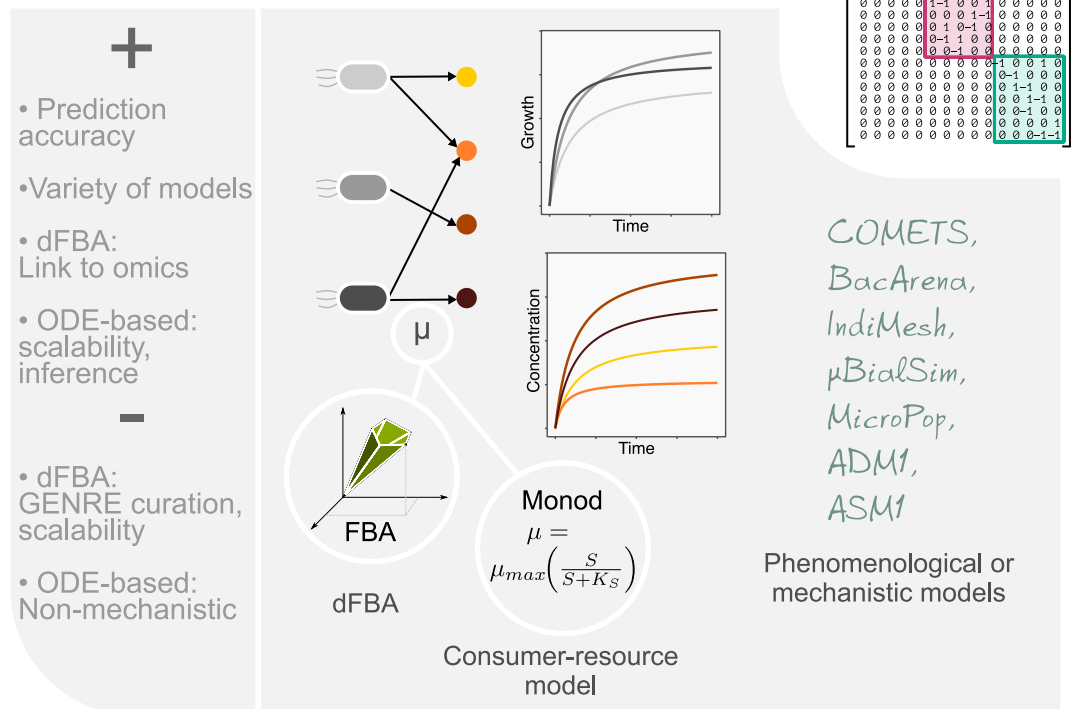 +
• Prediction
accuracy
•Variety of models
• dFBA:
Link to omics
• ODE-based:
scalability,
inference
-
• dFBA:
GENRE curation,
scalability
• ODE-based:
Non-mechanistic
Growth
Time
Concentration
Time
μ
FBA
dFBA
Monod
μ =
μmax(S/(S+KS))
Consumer-resource
model
COMETS,
BacArena,
IndiMesh,
μBialSim,
MicroPop,
ADM1,
ASM1
Phenomenological or
mechanistic models